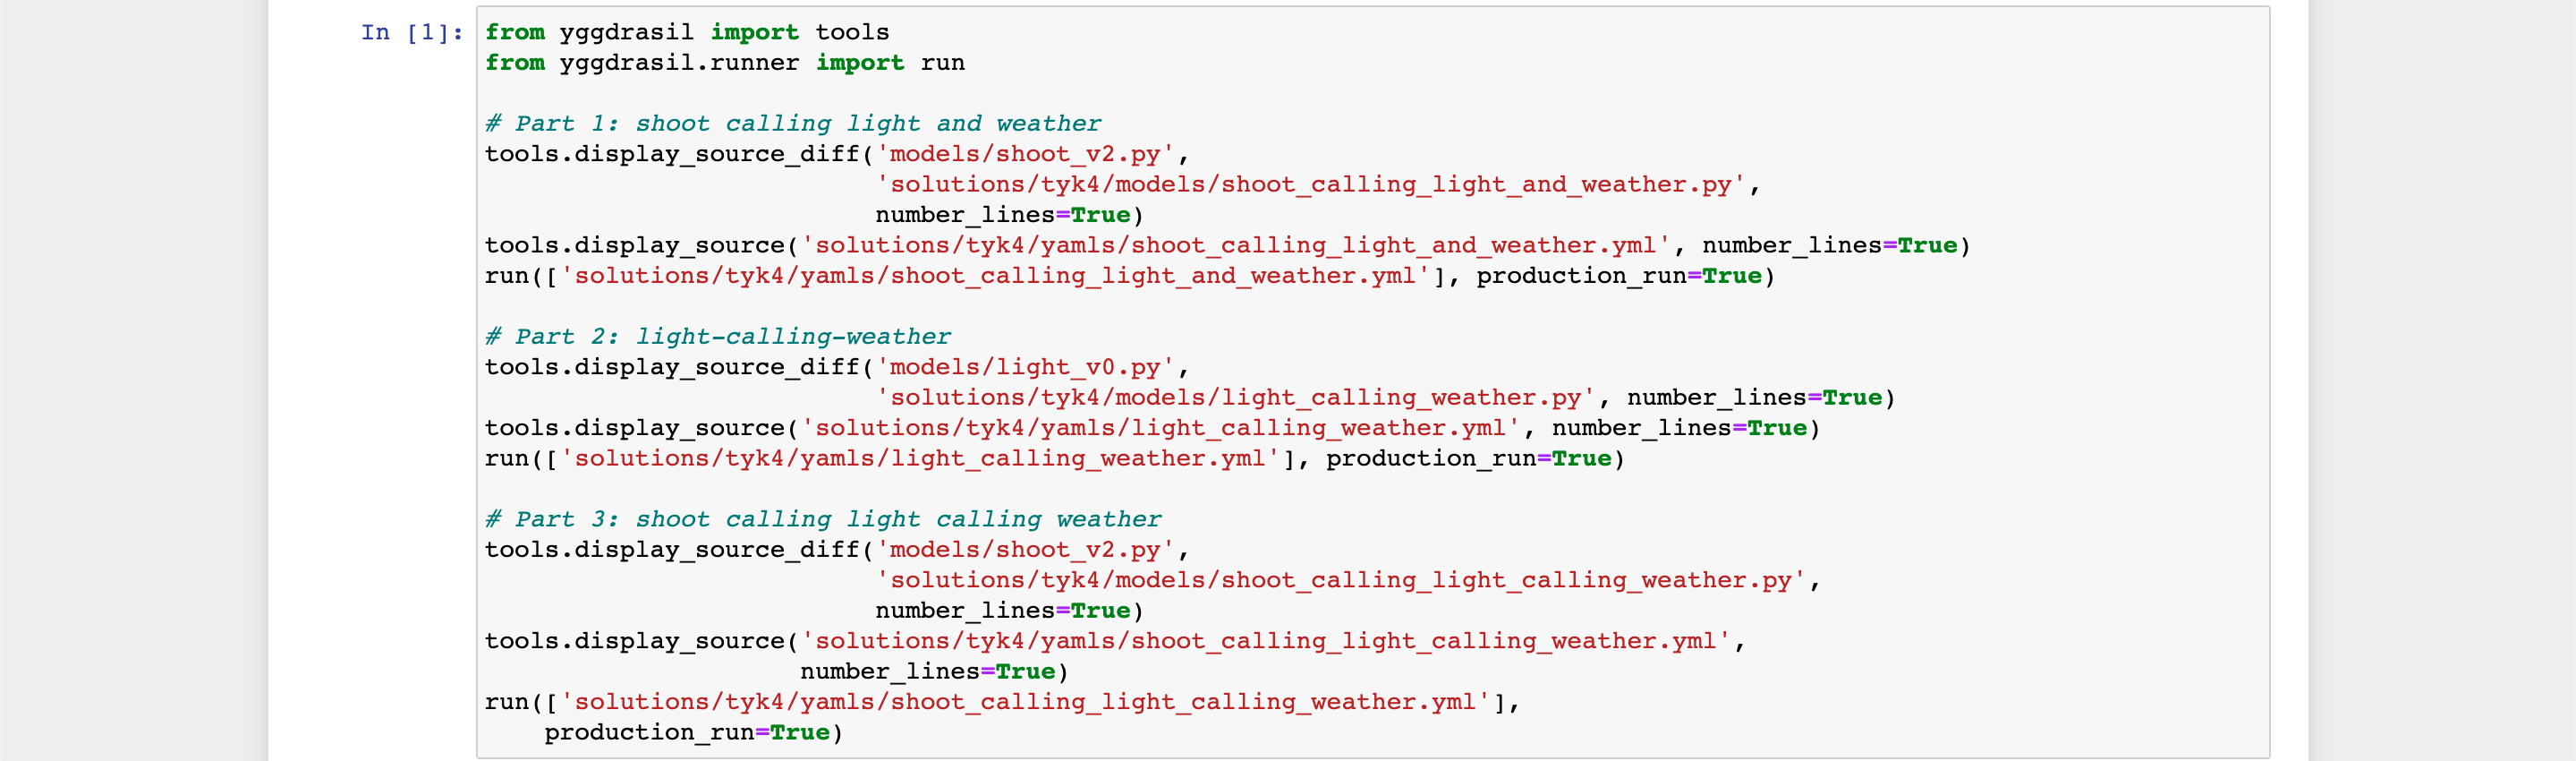 In [1]:
from yggdrasil import tools
from yggdrasil.runner import run
# Part 1: shoot calling light and weather
tools.display_source_diff('models/shoot_v2.py',
'solutions/tyk4/models/shoot_calling_light_and_weather.py',
number_lines=True)
tools.display_source('solutions/tyk4/yamls/shoot_calling_light_and_weather.yml', number_lines=True)
run(['solutions/tyk4/yamls/shoot_calling_light_and_weather.yml'], production_run=True)
# Part 2: light-calling-weather
tools.display_source_diff('models/light_v0.py',
'solutions/tyk4/models/light_calling_weather.py', number_lines=True)
tools.display_source('solutions/tyk4/yamls/light_calling_weather.yml', number_lines=True)
run(['solutions/tyk4/yamls/light_calling_weather.yml'], production_run=True)
# Part 3: shoot calling light calling weather
tools.display_source_diff('models/shoot_v2.py',
'solutions/tyk4/models/shoot_calling_light_calling_weather.py',
number_lines=True)
tools.display_source('solutions/tyk4/yamls/shoot_calling_light_calling_weather.yml',
number_lines=True)
run(['solutions/tyk4/yamls/shoot_calling_light_calling_weather.yml'],
production_run=True)